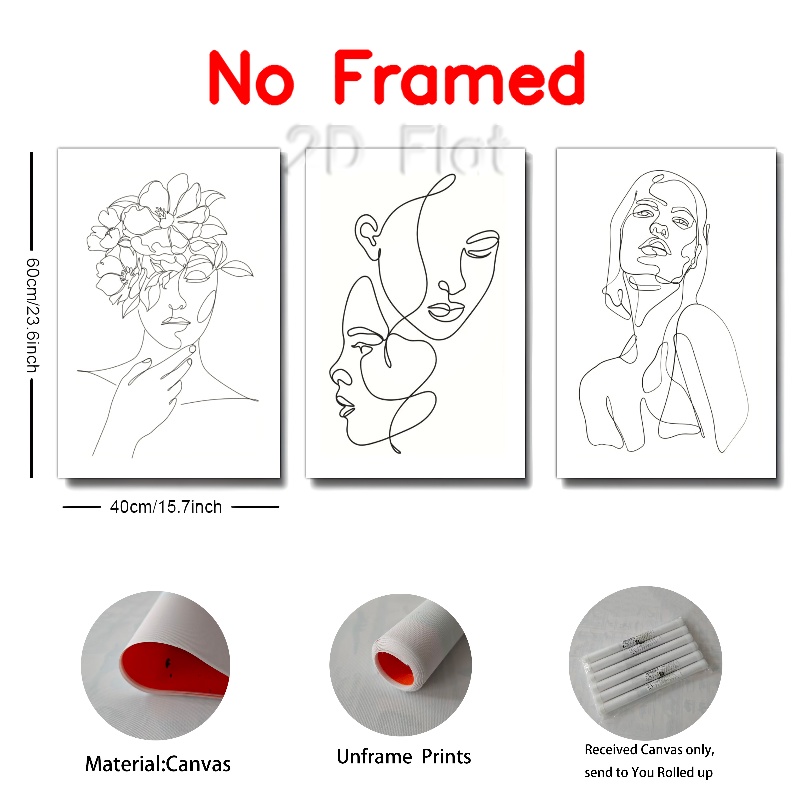 No Framed
2D Flat
60cm/23.6inch
40cm/15.7inch
Material:Canvas
Unframe Prints
Received Canvas only,
send to You Rolled up